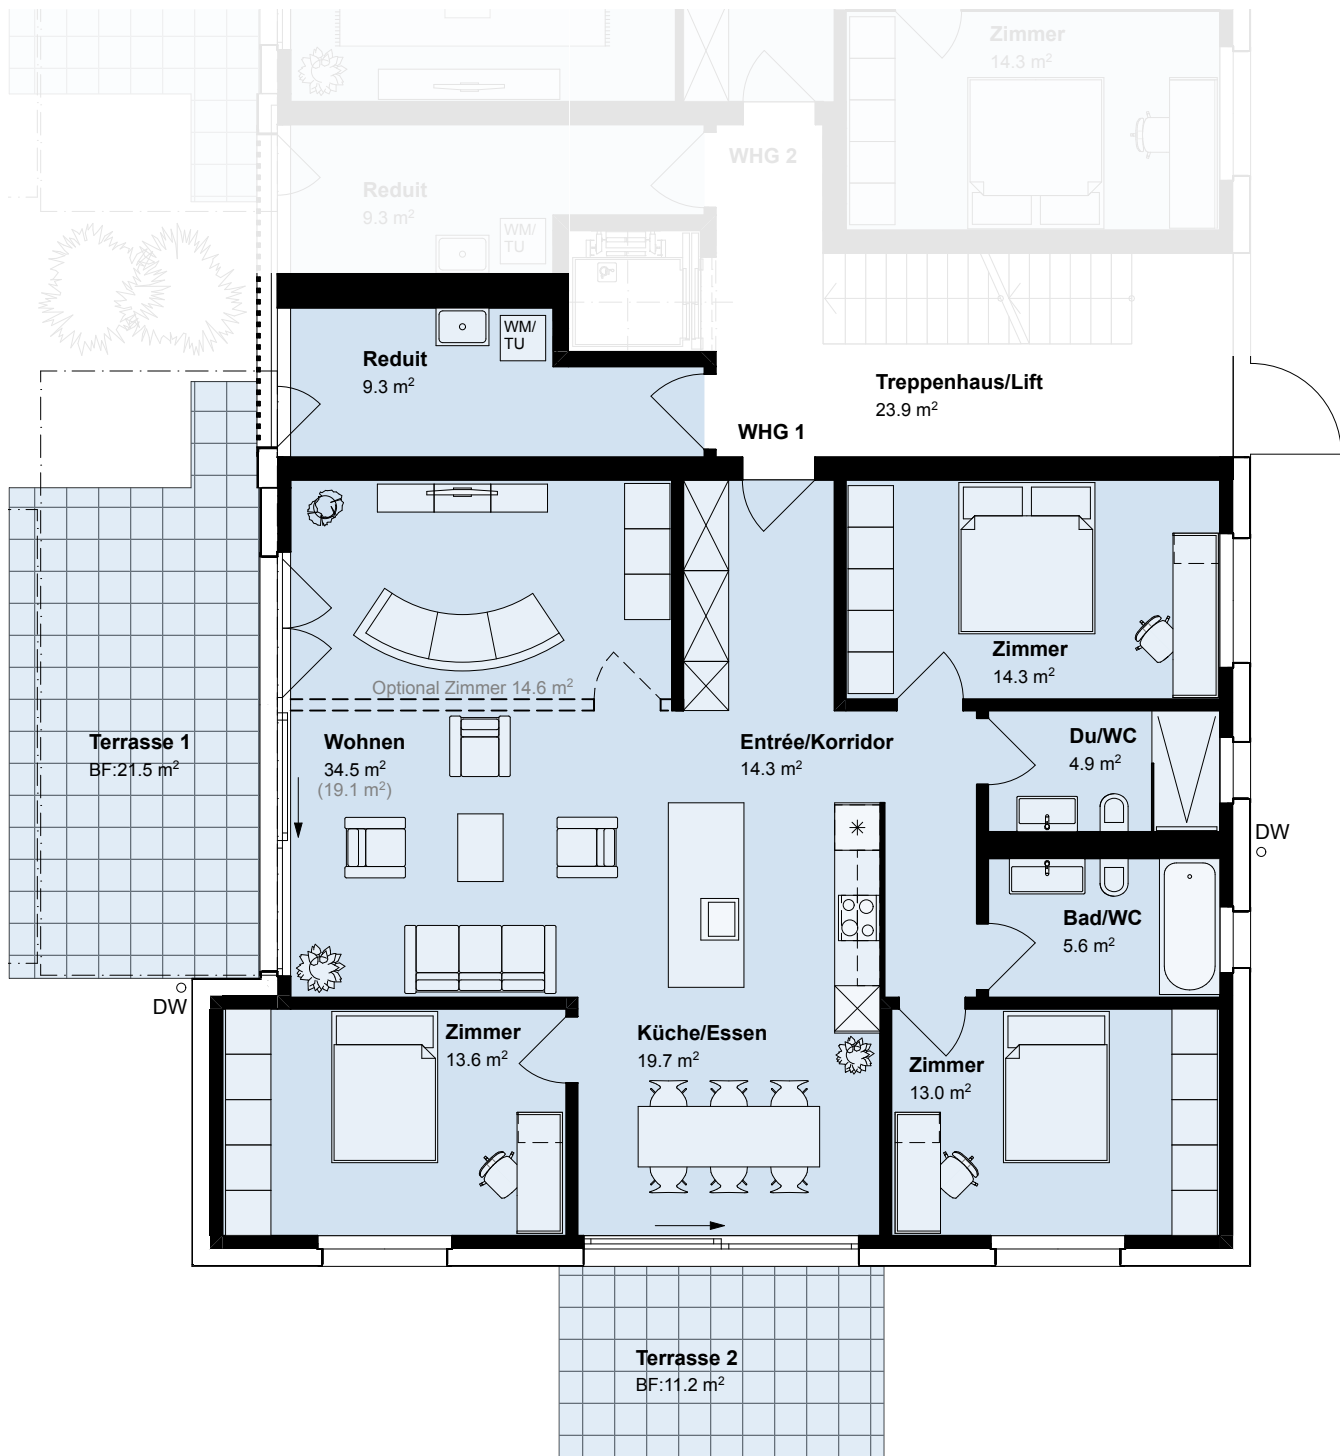 Zimmer
14.3 m²
WHG 2
Reduit
9.3 m²
WM/
TU
Reduit
9.3 m²
WM/
TU
Treppenhaus/Lift
23.9 m²
WHG 1
Zimmer
14.3 m²
Optional Zimmer 14.6 m²
Terrasse 1
BF:21.5 m²
Wohnen
34.5 m²
(19.1 m²)
Entrée/Korridor
14.3 m²
Du/WC
4.9 m²
DW
Bad/WC
5.6 m²
DW
Zimmer
13.6 m²
Küche/Essen
19.7 m²
Zimmer
13.0 m²
Terrasse 2
BF:11.2 m²